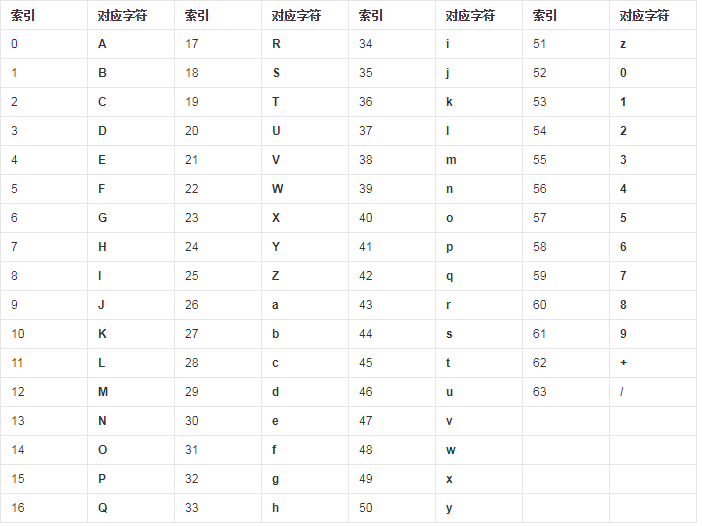 索引 对应字符 索引 对应字符 索引 对应字符 索引 对应字符
0 A 17 R 34 i 51 z
1 B 18 S 35 j 52 0
2 C 19 T 36 k 53 1
3 D 20 U 37 l 54 2
4 E 21 V 38 m 55 3
5 F 22 W 39 n 56 4
6 G 23 X 40 o 57 5
7 H 24 Y 41 p 58 6
8 I 25 Z 42 q 59 7
9 J 26 a 43 r 60 8
10 K 27 b 44 s 61 9
11 L 28 c 45 t 62 +
12 M 29 d 46 u 63 /
13 N 30 e 47 v
14 O 31 f 48 w
15 P 32 g 49 x
16 Q 33 h 50 y